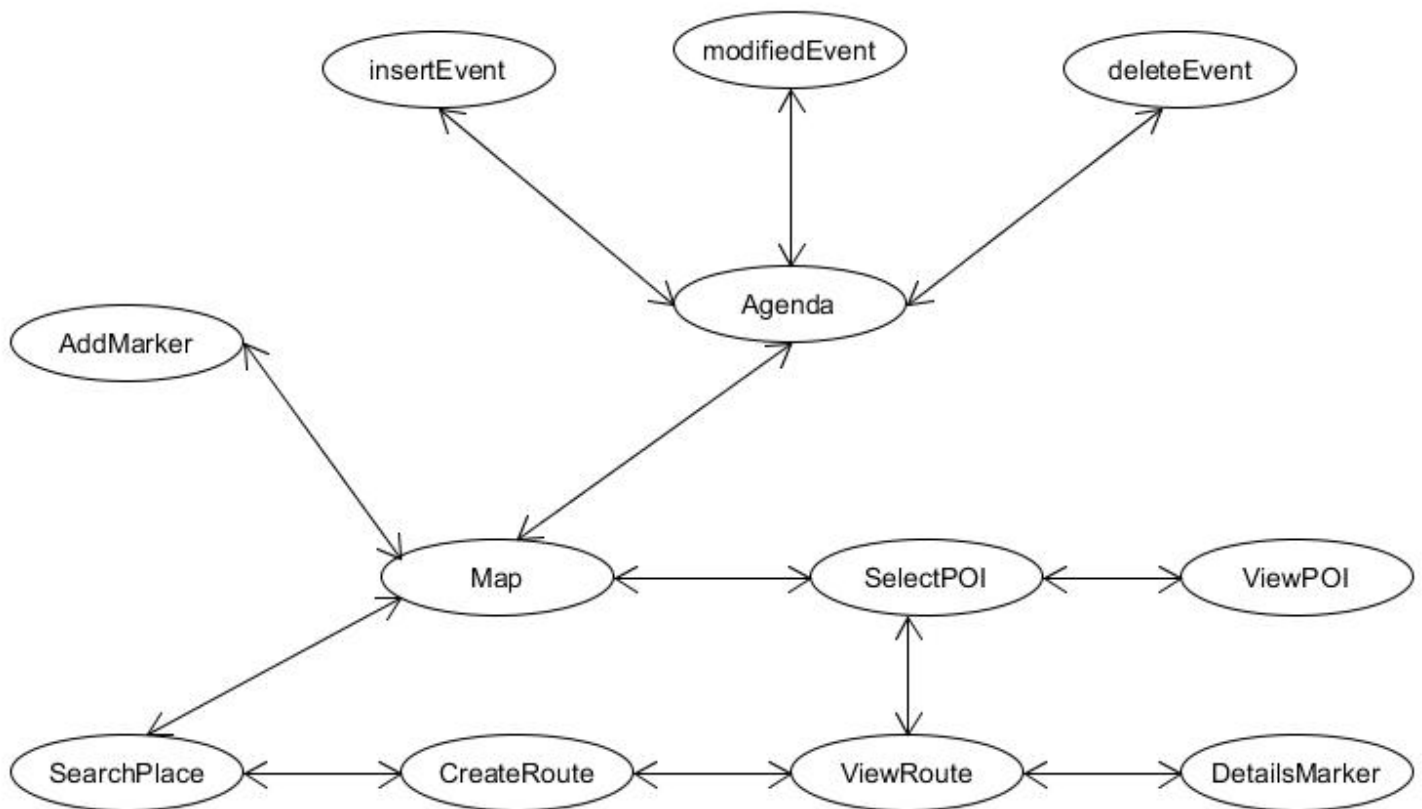 insertEvent
modifiedEvent
deleteEvent
Agenda
AddMarker
Map
SelectPOI
ViewPOI
SearchPlace
CreateRoute
ViewRoute
DetailsMarker